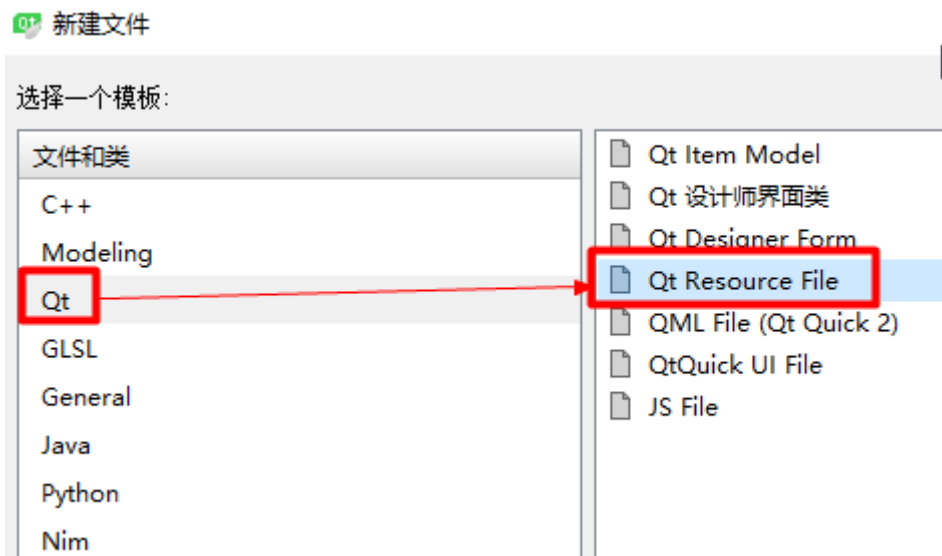 新建文件
选择一个模板:
文件和类
C++
Modeling
Qt
GLSL
General
Java
Python
Nim
Qt Item Model
Qt 设计师界面类
Qt Designer Form
Qt Resource File
QML File (Qt Quick 2)
QtQuick UI File
JS File